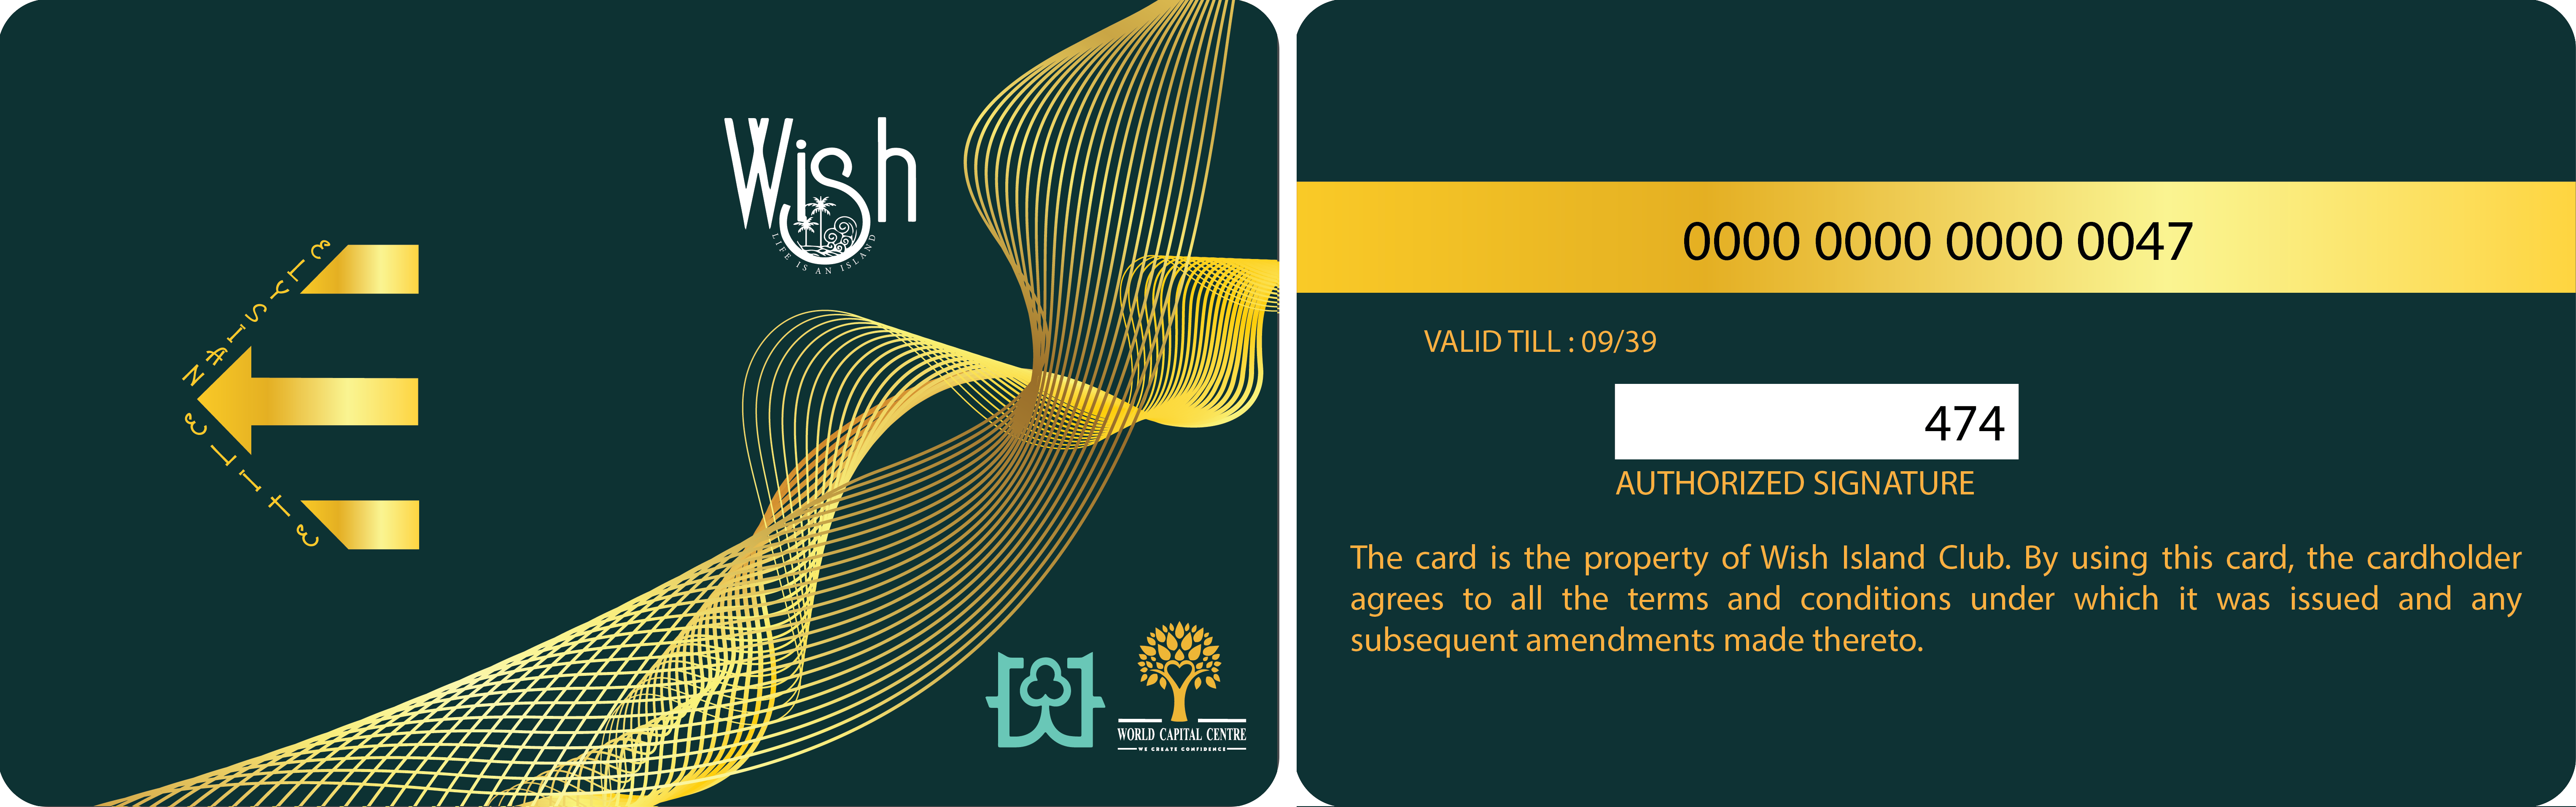 ELYSIAN ELITE
Wish
LIFE IS AN ISLAND
WORLD CAPITAL CENTRE
WE CREATE CONFIDENCE
0000 0000 0000 0047
VALID TILL : 09/39
474
AUTHORIZED SIGNATURE
The card is the property of Wish Island Club. By using this card, the cardholder
agrees to all the terms and conditions under which it was issued and any
subsequent amendments made thereto.